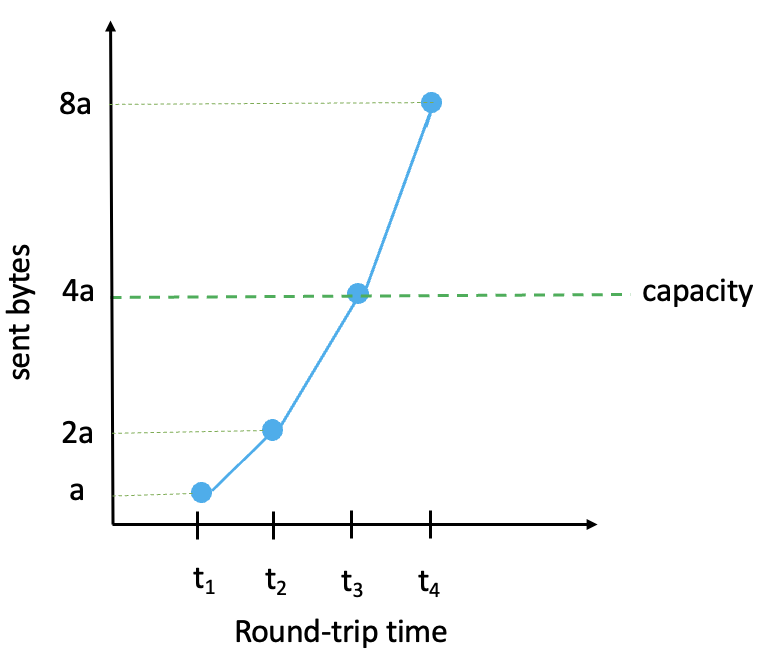 8a
4a
capacity
2a
a
sent bytes
t₁ t₂ t₃ t₄
Round-trip time